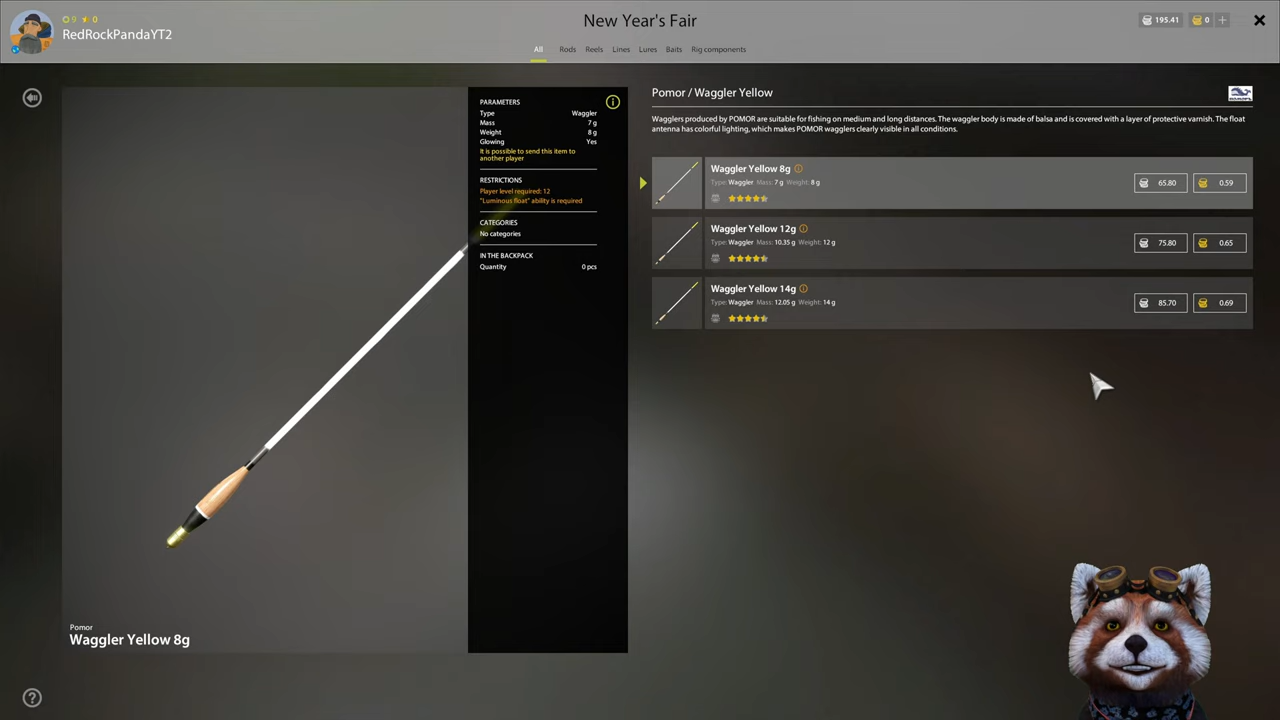 9 0
RedRockPandaYT2
New Year's Fair
195.41
0 +
All Rods Reels Lines Lures Baits Rig components
PARAMETERS
Type Waggler
Mass 7 g
Weight 8 g
Glowing Yes
It is possible to send this item to
another player
RESTRICTIONS
Player level required: 12
"Luminous float" ability is required
CATEGORIES
No categories
IN THE BACKPACK
Quantity 0 pcs
Pomor
Waggler Yellow 8g
?
Pomor / Waggler Yellow
Wagglers produced by POMOR are suitable for fishing on medium and long distances. The waggler body is made of balsa and is covered with a layer of protective varnish. The float
antenna has colorful lighting, which makes POMOR wagglers clearly visible in all conditions.
Waggler Yellow 8g
Type: Waggler Mass: 7 g Weight: 8 g
65.80 0.59
Waggler Yellow 12g
Type: Waggler Mass: 10.35 g Weight: 12 g
75.80 0.65
Waggler Yellow 14g
Type: Waggler Mass: 12.05 g Weight: 14 g
85.70 0.69